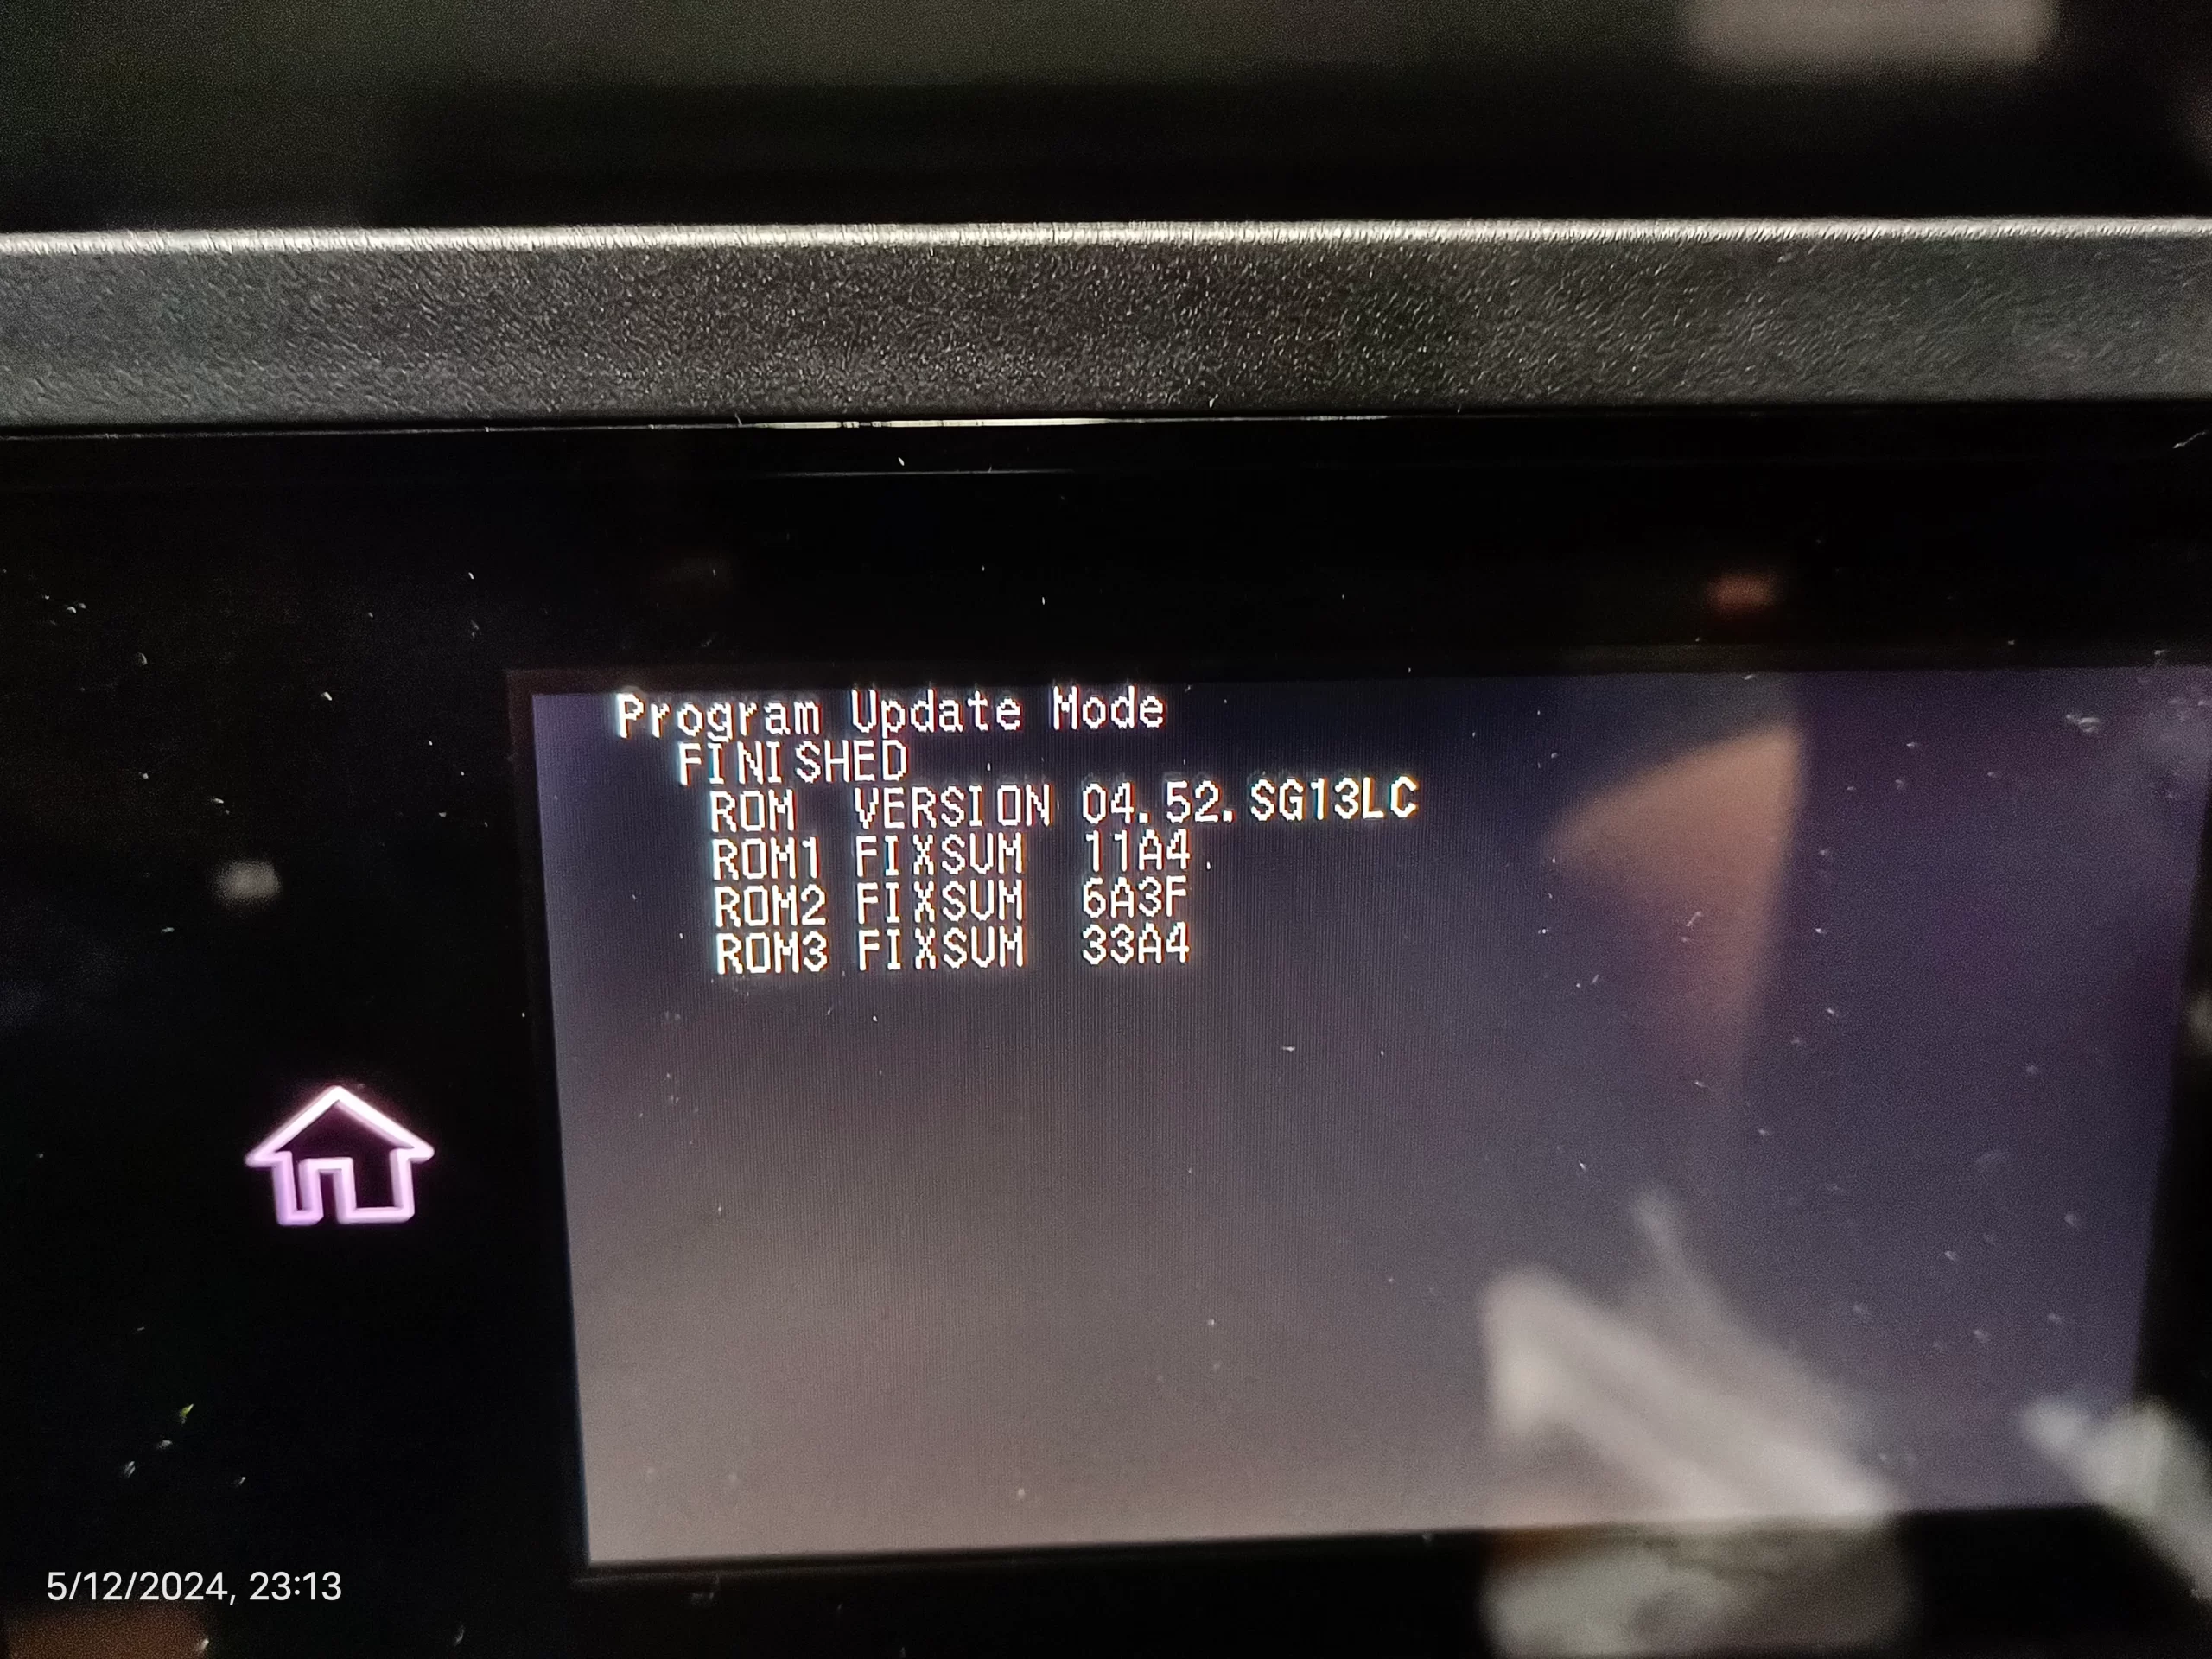 Program Update Mode
FINISHED
ROM VERSION 04.52.SG13LC
ROM1 FIXSUM 11A4
ROM2 FIXSUM 6A3F
ROM3 FIXSUM 33A4
5/12/2024, 23:13